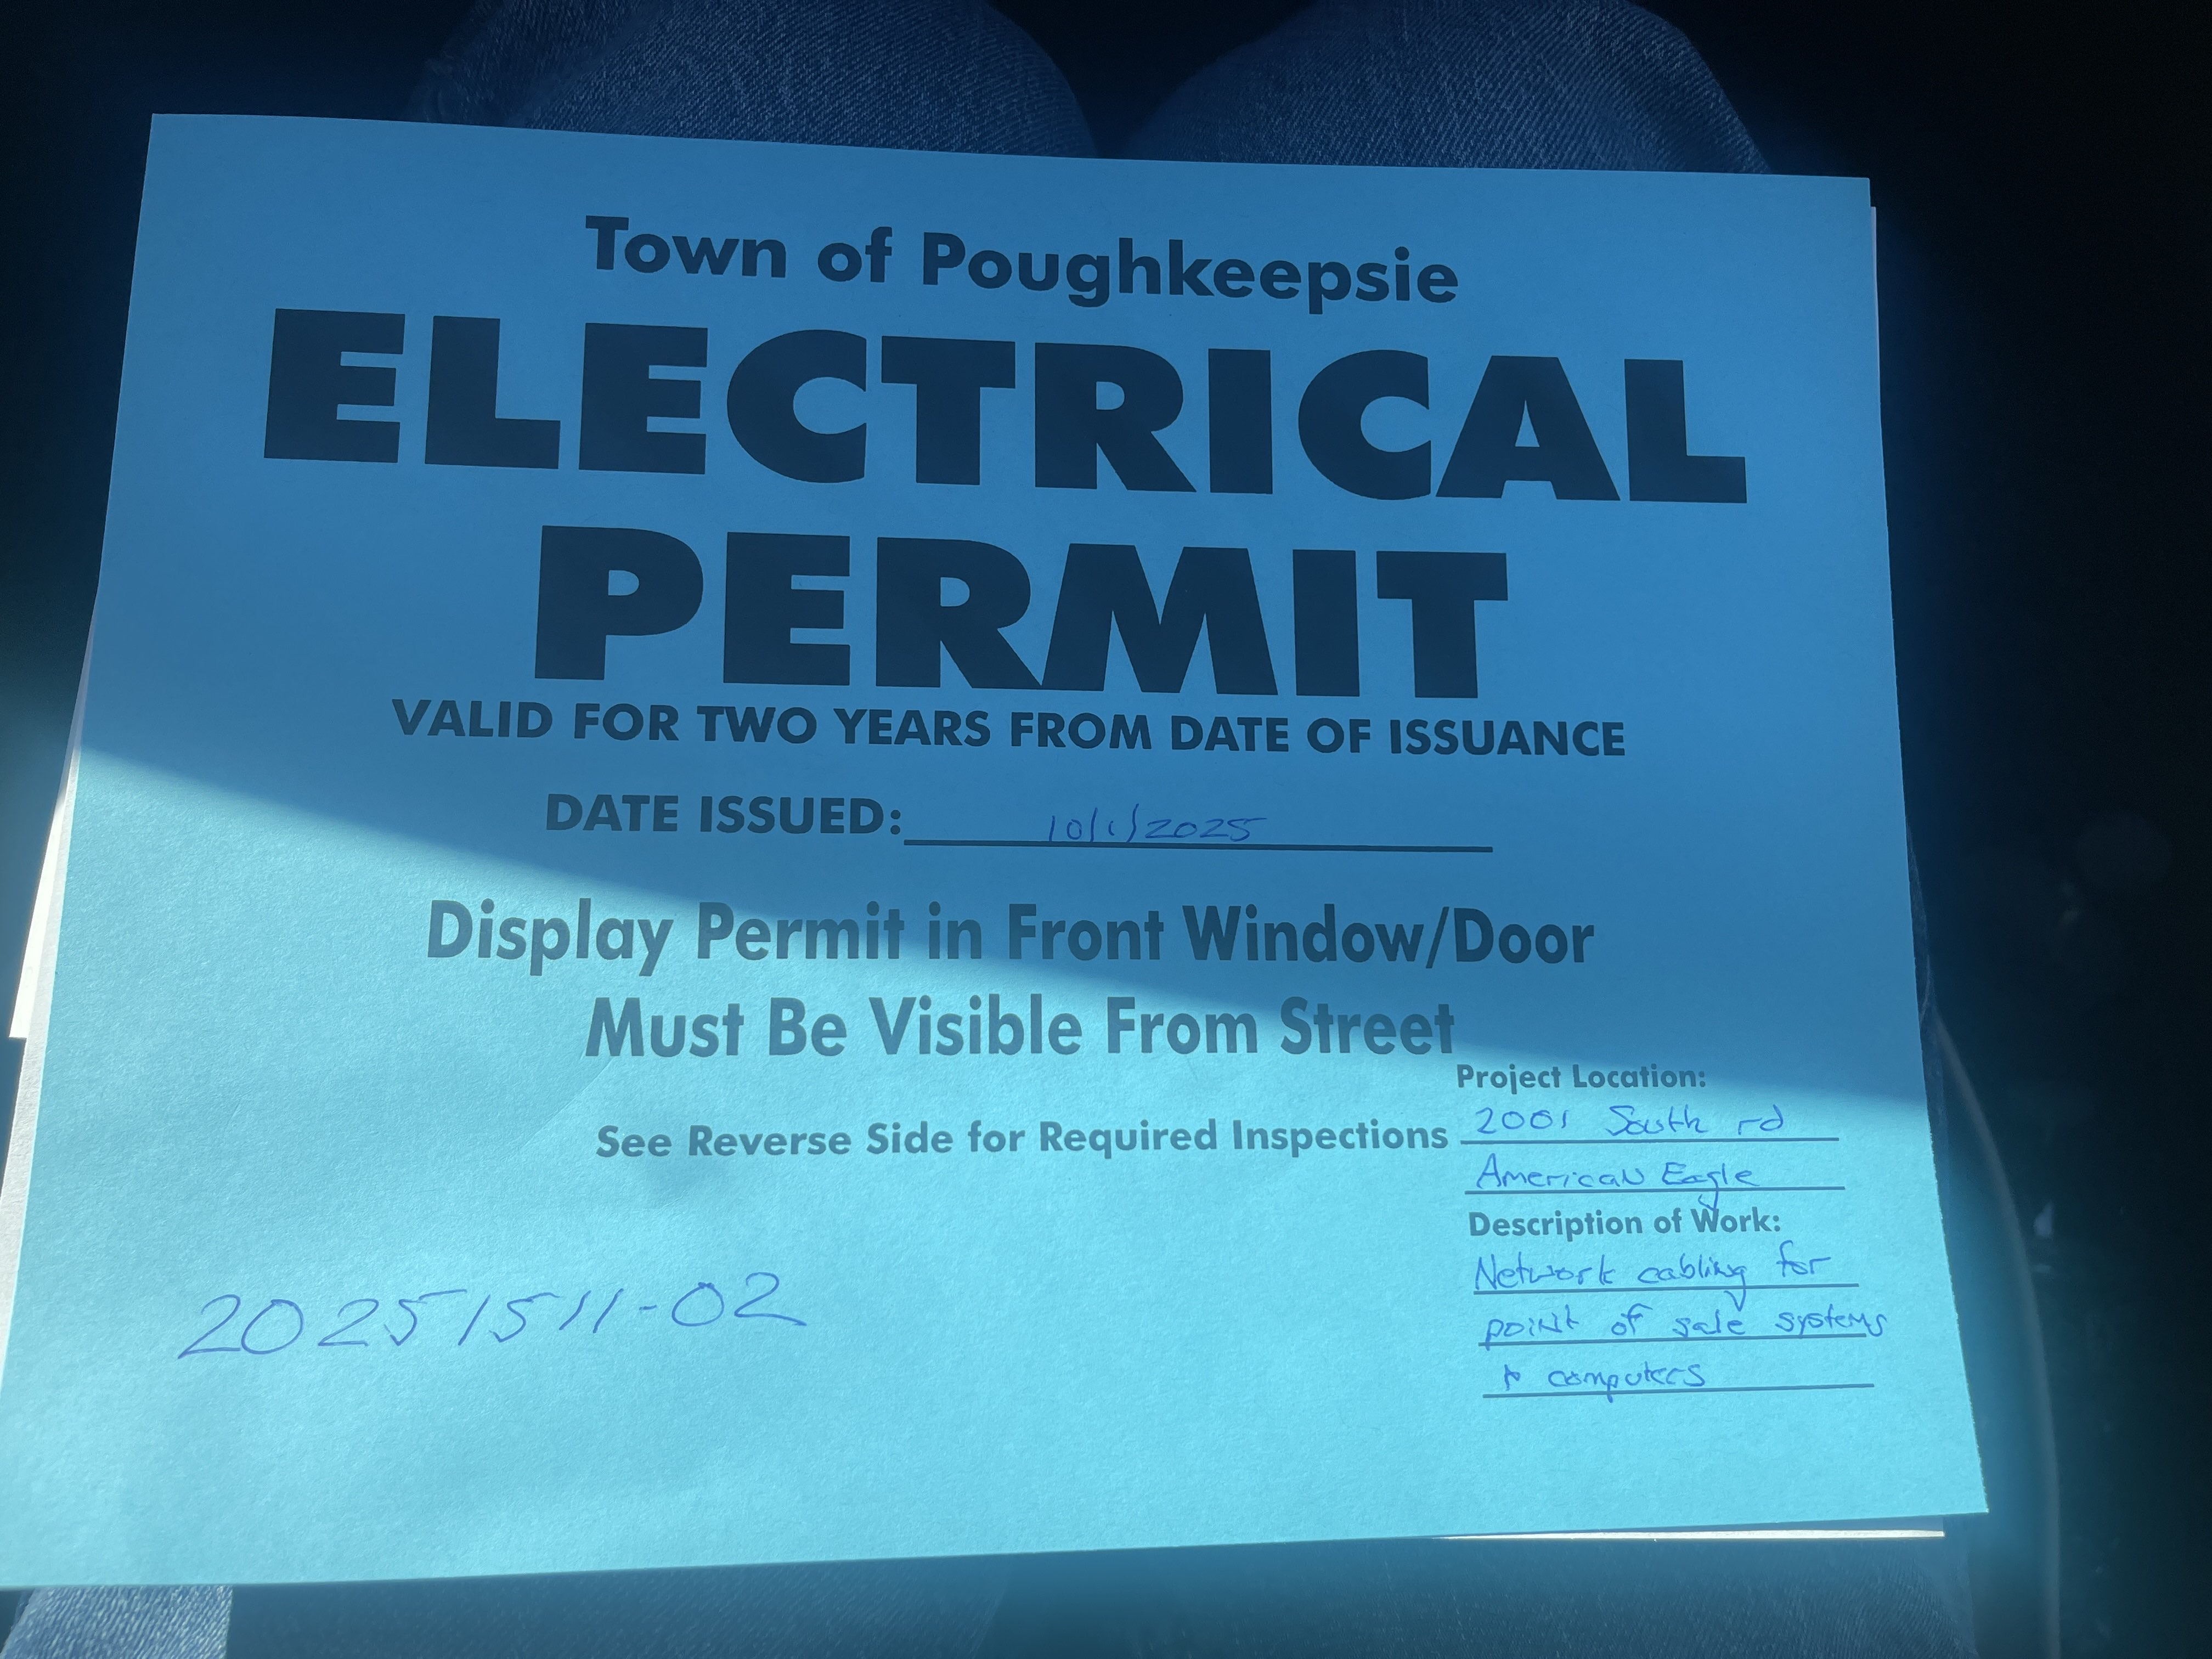 Town of Poughkeepsie
ELECTRICAL
PERMIT
VALID FOR TWO YEARS FROM DATE OF ISSUANCE
DATE ISSUED: 10/1/2025
Display Permit in Front Window/Door
Must Be Visible From Street
See Reverse Side for Required Inspections
Project Location:
2001 South rd
American Eagle
Description of Work:
Network cabling for
point of sale systems
+ computers
20251511-02